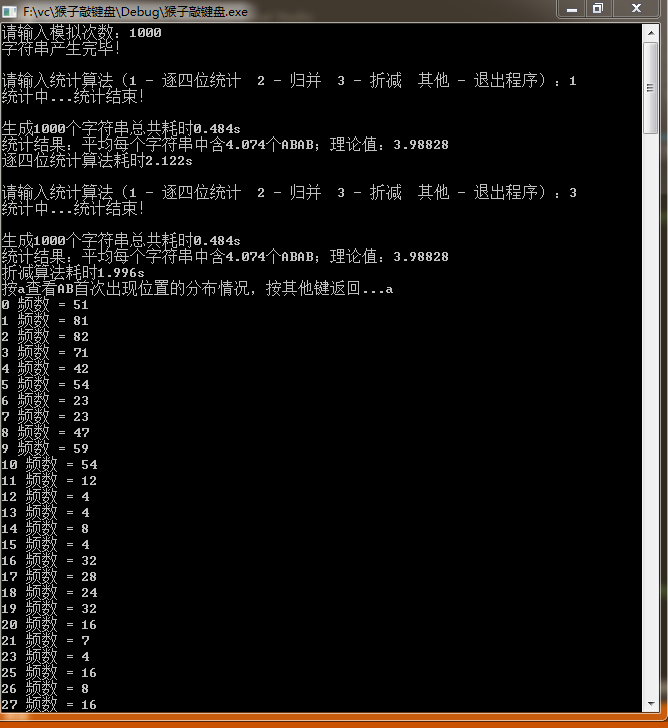 F:\vc\猴子敲键盘\Debug\猴子敲键盘.exe
请输入模拟次数：1000
字符串产生完毕！
请输入统计算法（1 - 逐四位统计  2 - 归并  3 - 折减  其他 - 退出程序）：1
统计中...统计结束！
生成1000个字符串总共耗时0.484s
统计结果：平均每个字符串中含4.074个ABAB；理论值：3.98828
逐四位统计算法耗时2.122s
请输入统计算法（1 - 逐四位统计  2 - 归并  3 - 折减  其他 - 退出程序）：3
统计中...统计结束！
生成1000个字符串总共耗时0.484s
统计结果：平均每个字符串中含4.074个ABAB；理论值：3.98828
折减算法耗时1.996s
按a查看AB首次出现位置的分布情况，按其他键返回...a
0 频数 = 51
1 频数 = 81
2 频数 = 82
3 频数 = 71
4 频数 = 42
5 频数 = 54
6 频数 = 23
7 频数 = 23
8 频数 = 47
9 频数 = 59
10 频数 = 54
11 频数 = 12
12 频数 = 4
13 频数 = 4
14 频数 = 8
15 频数 = 4
16 频数 = 32
17 频数 = 28
18 频数 = 24
19 频数 = 32
20 频数 = 16
21 频数 = 7
23 频数 = 4
25 频数 = 16
26 频数 = 8
27 频数 = 16